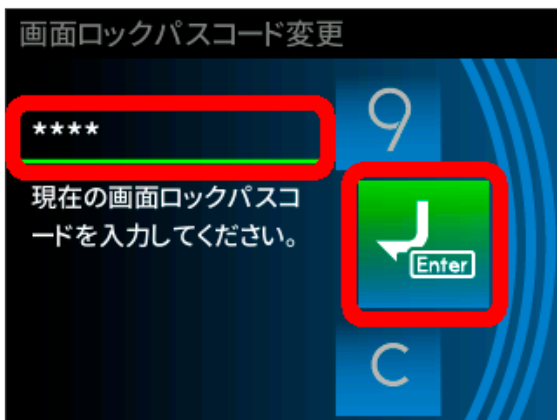 画面ロックパスコード変更
9
****
現在の画面ロックパスコ
ードを入力してください。
Enter
C